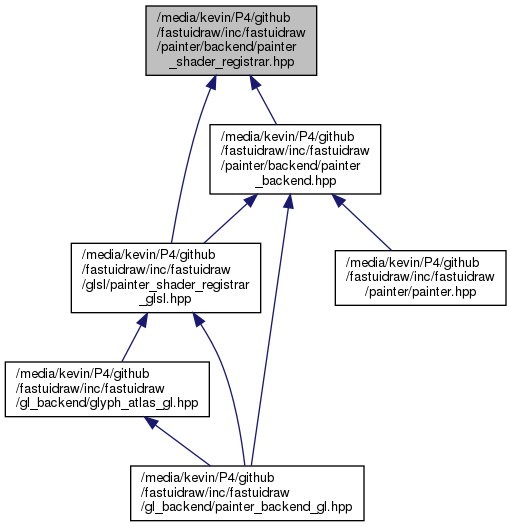 /media/kevin/P4/github
/fastuidraw/inc/fastuidraw
/painter/backend/painter
_shader_registrar.hpp
/media/kevin/P4/github
/fastuidraw/inc/fastuidraw
/painter/backend/painter
_backend.hpp
/media/kevin/P4/github
/fastuidraw/inc/fastuidraw
/glsl/painter_shader_registrar
_glsl.hpp
/media/kevin/P4/github
/fastuidraw/inc/fastuidraw
/painter/painter.hpp
/media/kevin/P4/github
/fastuidraw/inc/fastuidraw
/gl_backend/glyph_atlas_gl.hpp
/media/kevin/P4/github
/fastuidraw/inc/fastuidraw
/gl_backend/painter_backend_gl.hpp